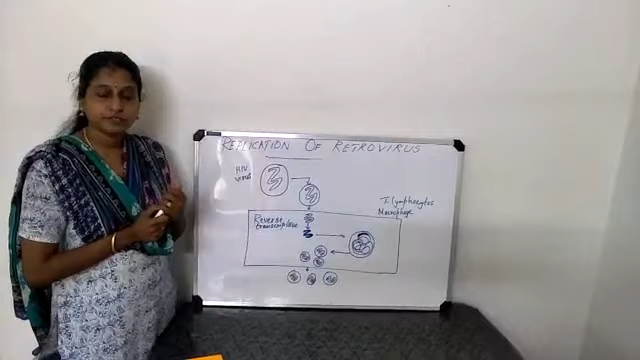 REPLICATION OF RETROVIRUS
HIV
virus
T. lymphocytes
Macrophage
Reverse
transcriptase